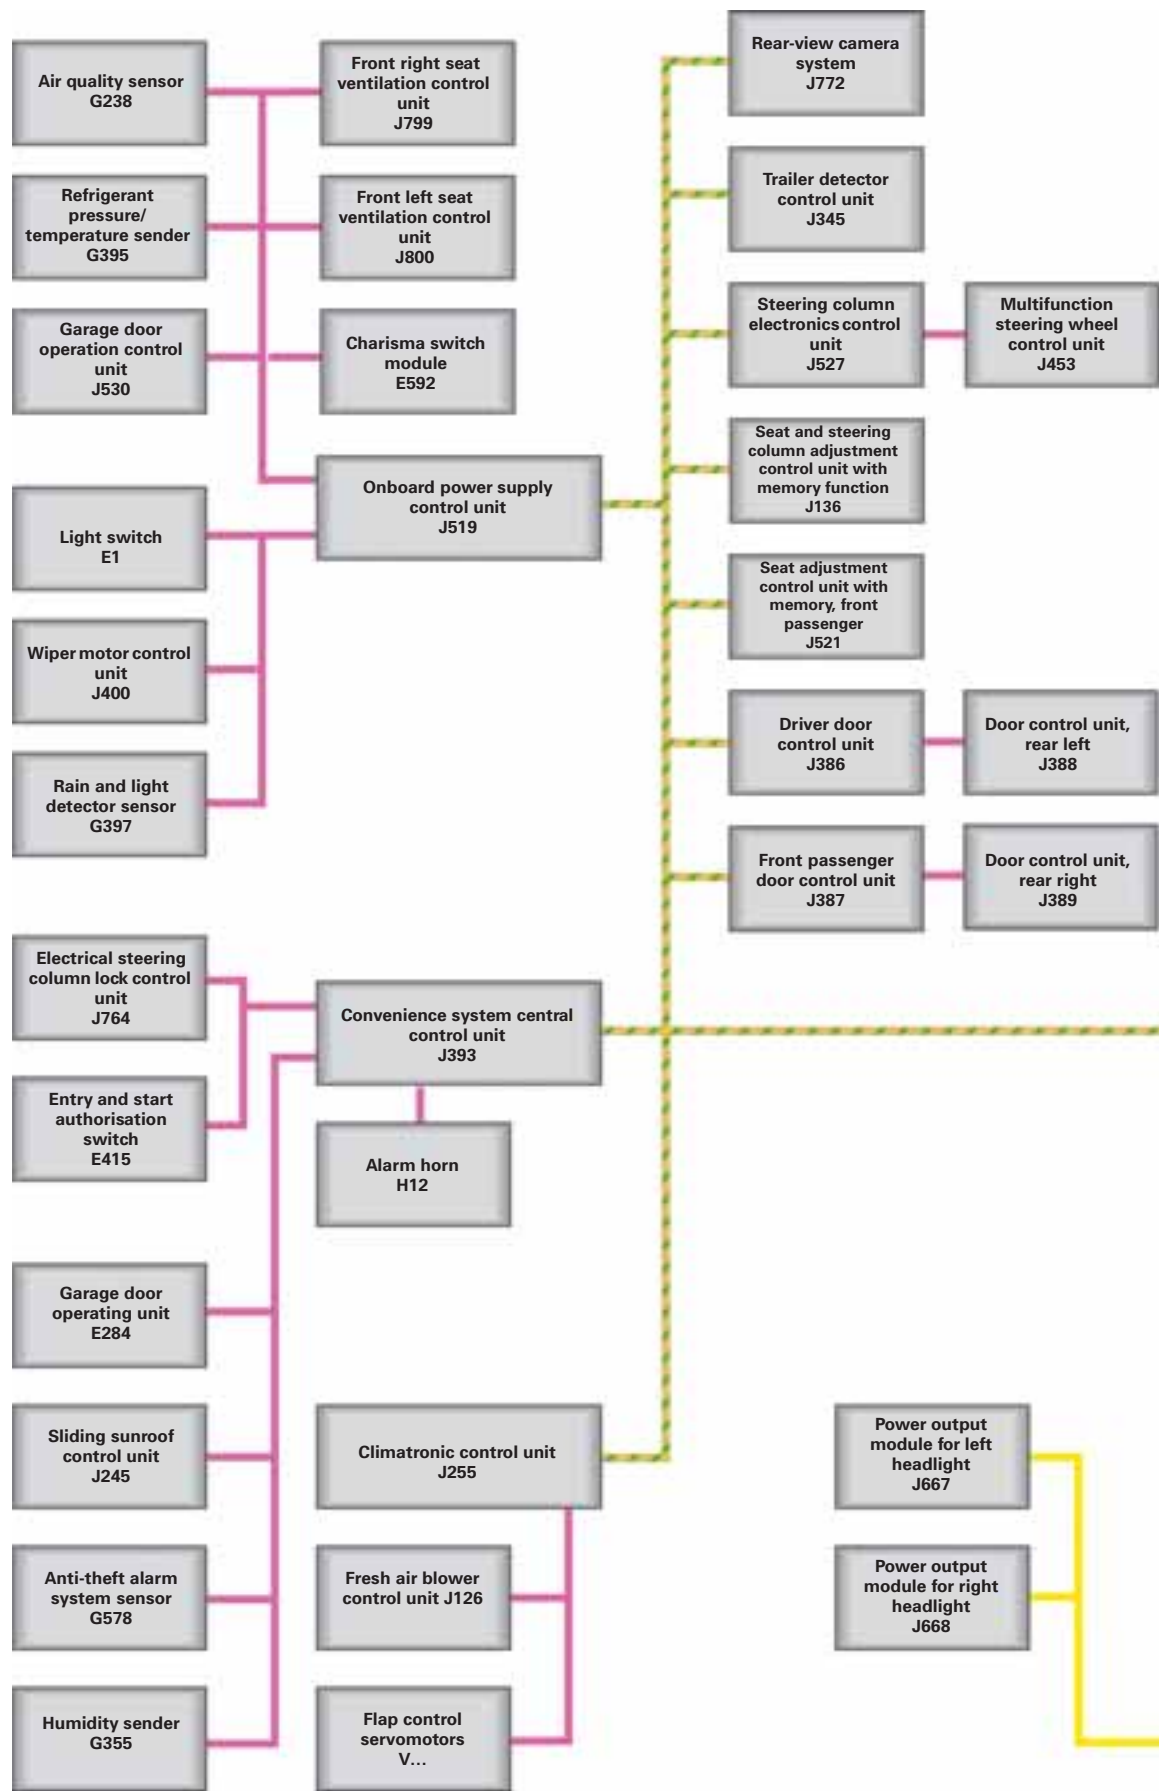 Air quality sensor
G238
Front right seat
ventilation control
unit
J799
Rear-view camera
system
J772
Refrigerant
pressure/
temperature sender
G395
Front left seat
ventilation control
unit
J800
Trailer detector
control unit
J345
Garage door
operation control
unit
J530
Charisma switch
module
E592
Steering column
electronics control
unit
J527
Multifunction
steering wheel
control unit
J453
Seat and steering
column adjustment
control unit with
memory function
J136
Onboard power supply
control unit
J519
Light switch
E1
Seat adjustment
control unit with
memory, front
passenger
J521
Wiper motor control
unit
J400
Driver door
control unit
J386
Door control unit,
rear left
J388
Rain and light
detector sensor
G397
Front passenger
door control unit
J387
Door control unit,
rear right
J389
Electrical steering
column lock control
unit
J764
Convenience system central
control unit
J393
Entry and start
authorisation
switch
E415
Alarm horn
H12
Garage door
operating unit
E284
Sliding sunroof
control unit
J245
Climatronic control unit
J255
Power output
module for left
headlight
J667
Anti-theft alarm
system sensor
G578
Fresh air blower
control unit J126
Power output
module for right
headlight
J668
Humidity sender
G355
Flap control
servomotors
V...